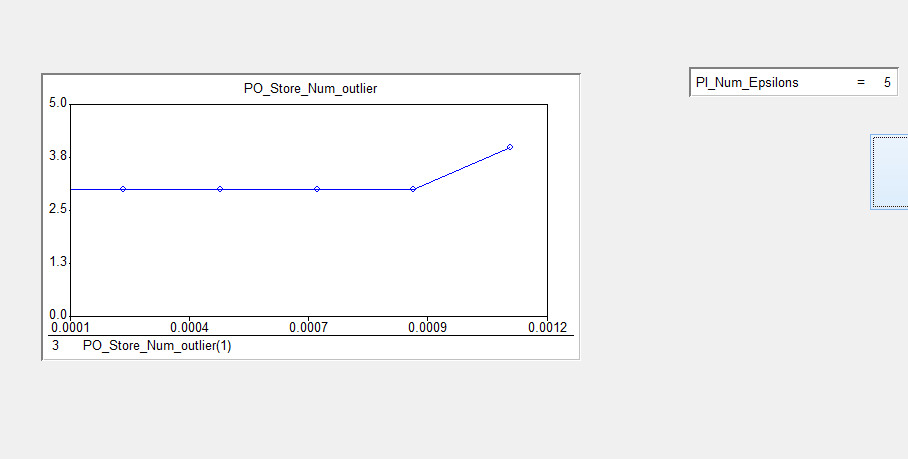 PO_Store_Num_outlier
5.0
3.8
2.5
1.3
0.0
0.0001 0.0004 0.0007 0.0009 0.0012
3 PO_Store_Num_outlier(1)
PI_Num_Epsilons = 5